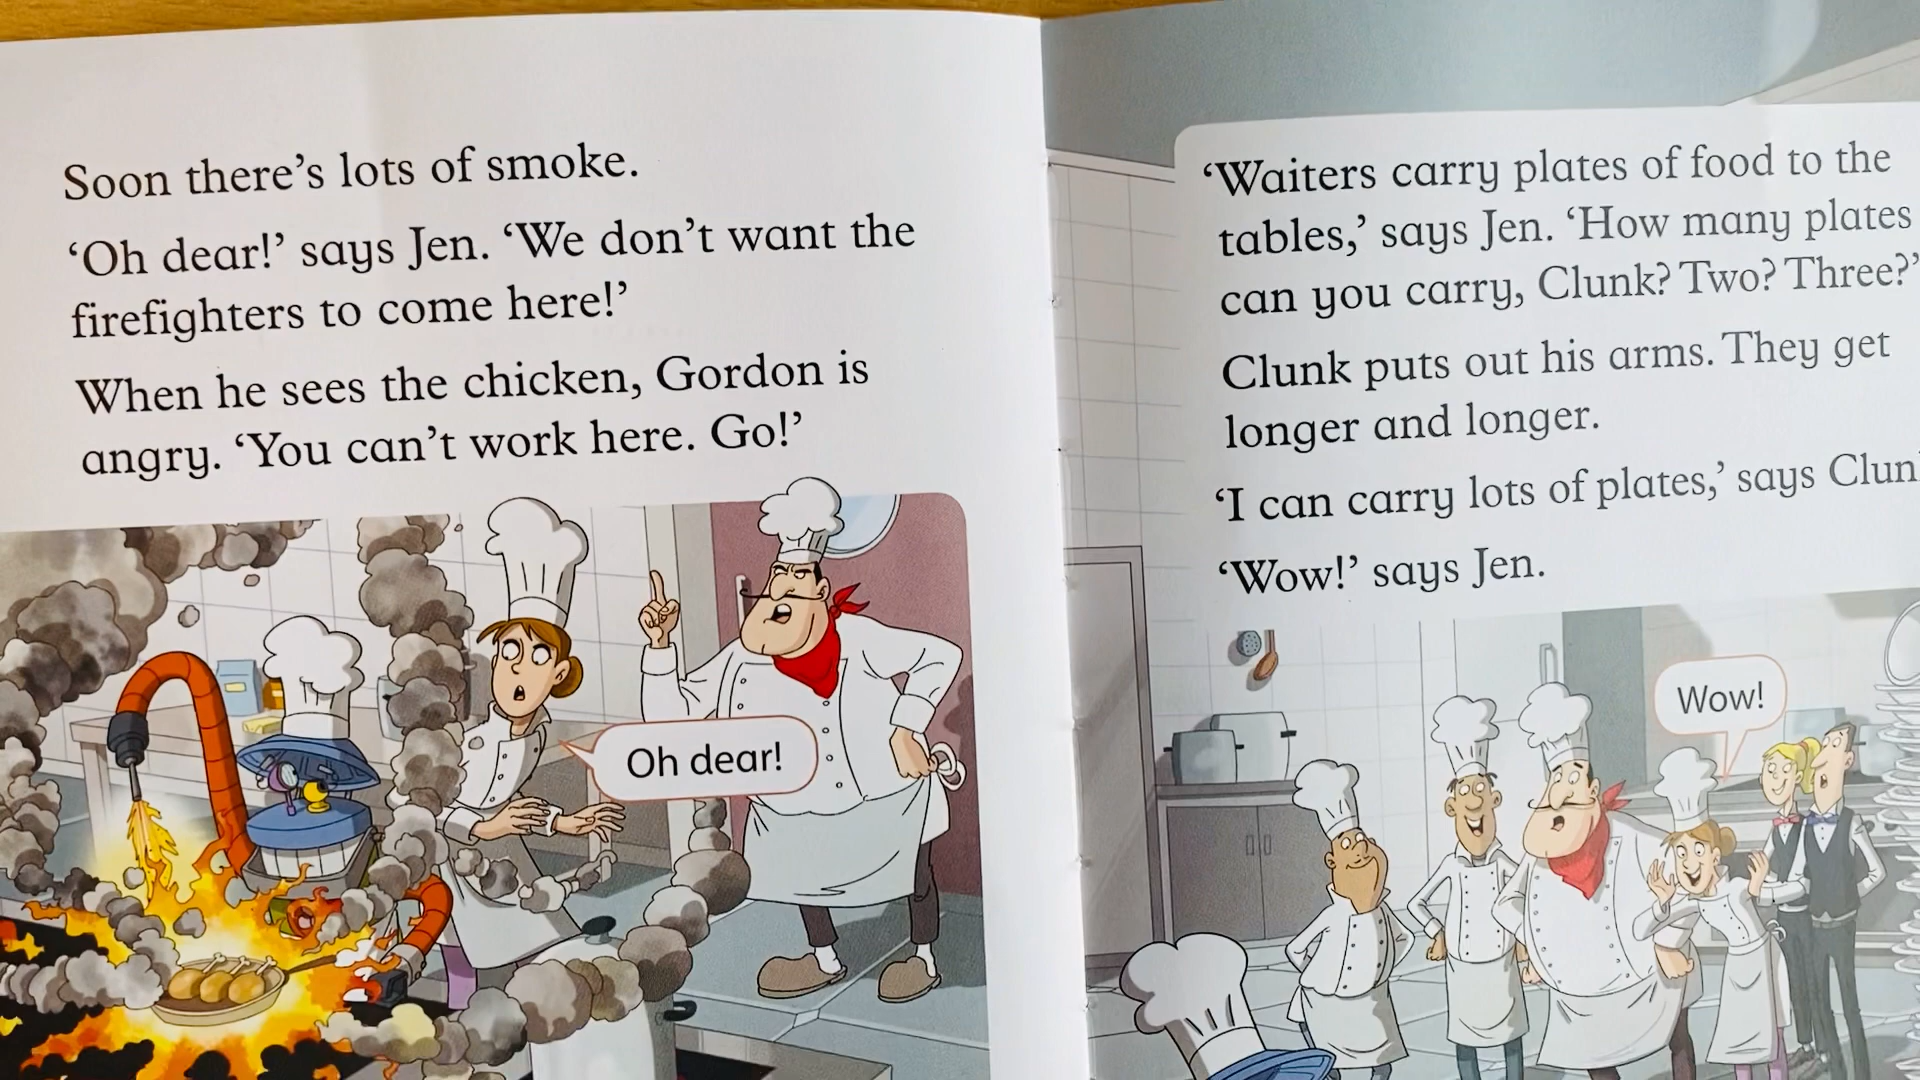 Soon there's lots of smoke.
‘Oh dear!’ says Jen. ‘We don't want the
firefighters to come here!’
When he sees the chicken, Gordon is
angry. ‘You can't work here. Go!’
Oh dear!
‘Waiters carry plates of food to the
tables,’ says Jen. ‘How many plates
can you carry, Clunk? Two? Three?’
Clunk puts out his arms. They get
longer and longer.
‘I can carry lots of plates,’ says
‘Wow!’ says Jen.
Wow!